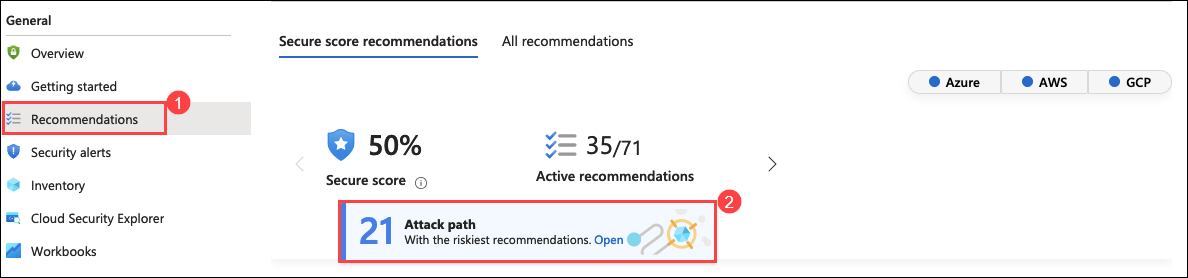 General
Overview
Getting started
Recommendations
1
Security alerts
Inventory
Cloud Security Explorer
Workbooks
Secure score recommendations All recommendations
Azure AWS GCP
50% 35/71
Secure score Active recommendations
2
21 Attack path
With the riskiest recommendations. Open